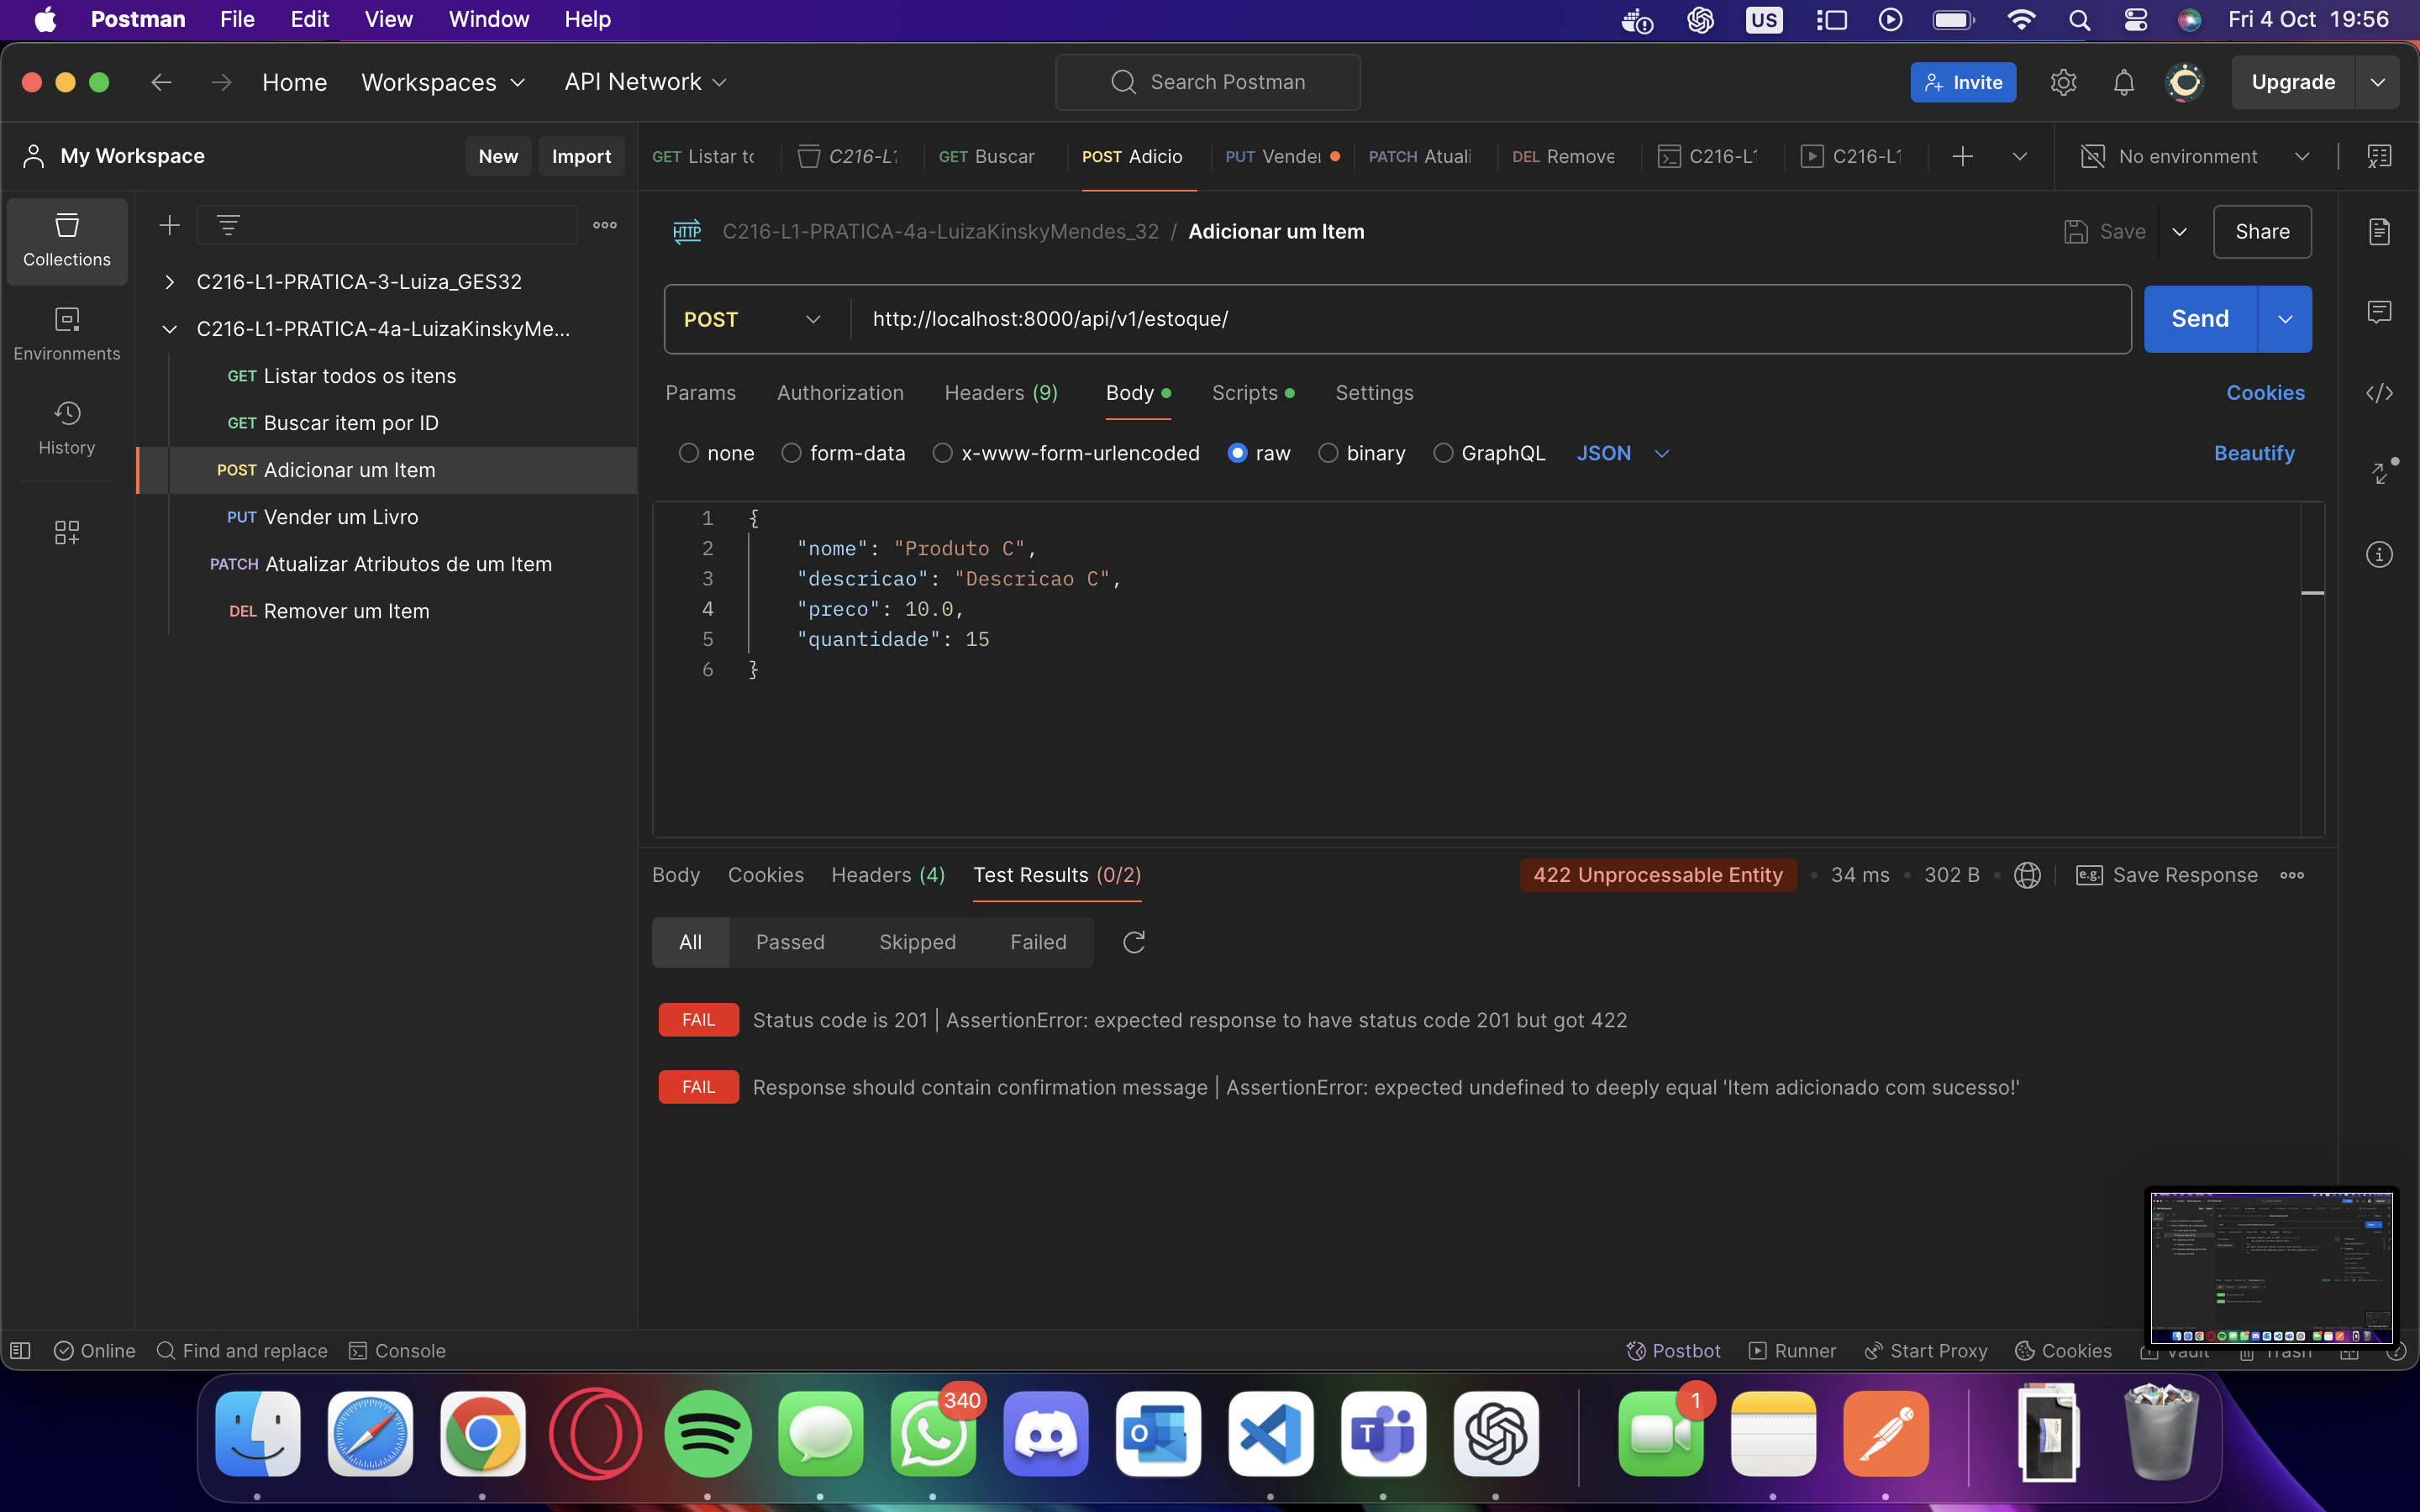 Postman File Edit View Window Help US Fri 4 Oct 19:56
Home Workspaces API Network Search Postman Invite Upgrade
My Workspace New Import GET Listar to C216-L1 GET Buscar POST Adicio PUT Vender PATCH Atuali DEL Remove C216-L1 C216-L1 No environment
Collections
Environments
History
C216-L1-PRATICA-3-Luiza_GES32
C216-L1-PRATICA-4a-LuizaKinskyMe...
GET Listar todos os itens
GET Buscar item por ID
POST Adicionar um Item
PUT Vender um Livro
PATCH Atualizar Atributos de um Item
DEL Remover um Item
HTTP C216-L1-PRATICA-4a-LuizaKinskyMendes_32 / Adicionar um Item Save Share
POST http://localhost:8000/api/v1/estoque/ Send
Params Authorization Headers (9) Body Scripts Settings Cookies
none form-data x-www-form-urlencoded raw binary GraphQL JSON Beautify
1 {
2 "nome": "Produto C",
3 "descricao": "Descricao C",
4 "preco": 10.0,
5 "quantidade": 15
6 }
Body Cookies Headers (4) Test Results (0/2) 422 Unprocessable Entity 34 ms 302 B e.g. Save Response
All Passed Skipped Failed
FAIL Status code is 201 | AssertionError: expected response to have status code 201 but got 422
FAIL Response should contain confirmation message | AssertionError: expected undefined to deeply equal 'Item adicionado com sucesso!'
Online Find and replace Console Postbot Runner Start Proxy Cookies Vault Trash
340 1